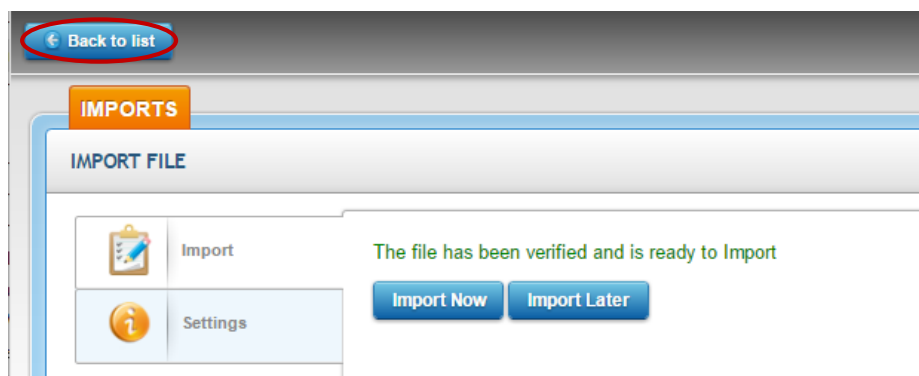 Back to list
IMPORTS
IMPORT FILE
Import
The file has been verified and is ready to Import
Import Now Import Later
Settings